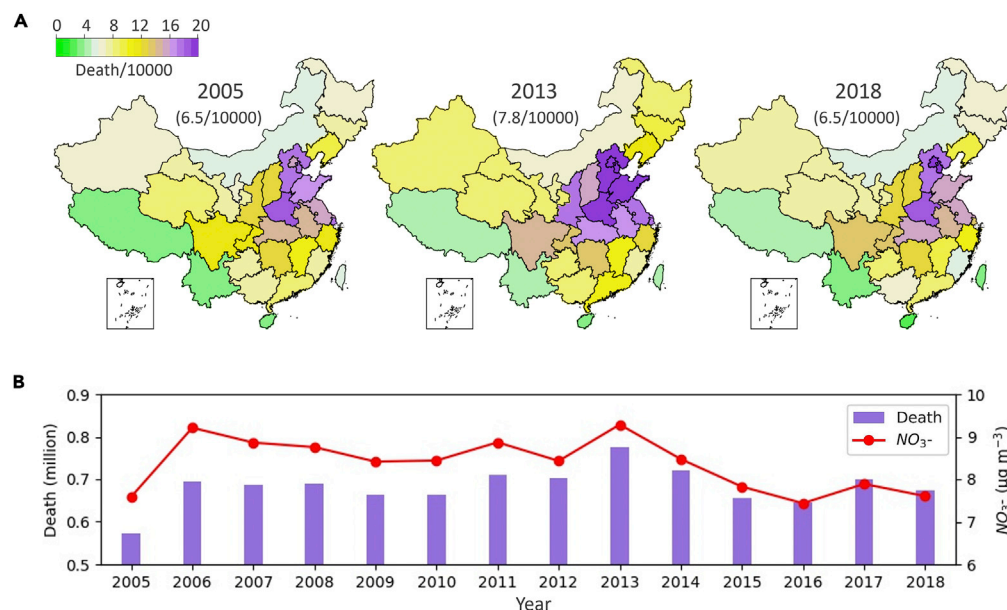 A
0 4 8 12 16 20
Death/10000
2005
(6.5/10000)
2013
(7.8/10000)
2018
(6.5/10000)
B
0.9
0.8
0.7
0.6
0.5
Death (million)
10
9
8
7
6
NO₃- (µg m⁻³)
Death
NO₃-
2005 2006 2007 2008 2009 2010 2011 2012 2013 2014 2015 2016 2017 2018
Year